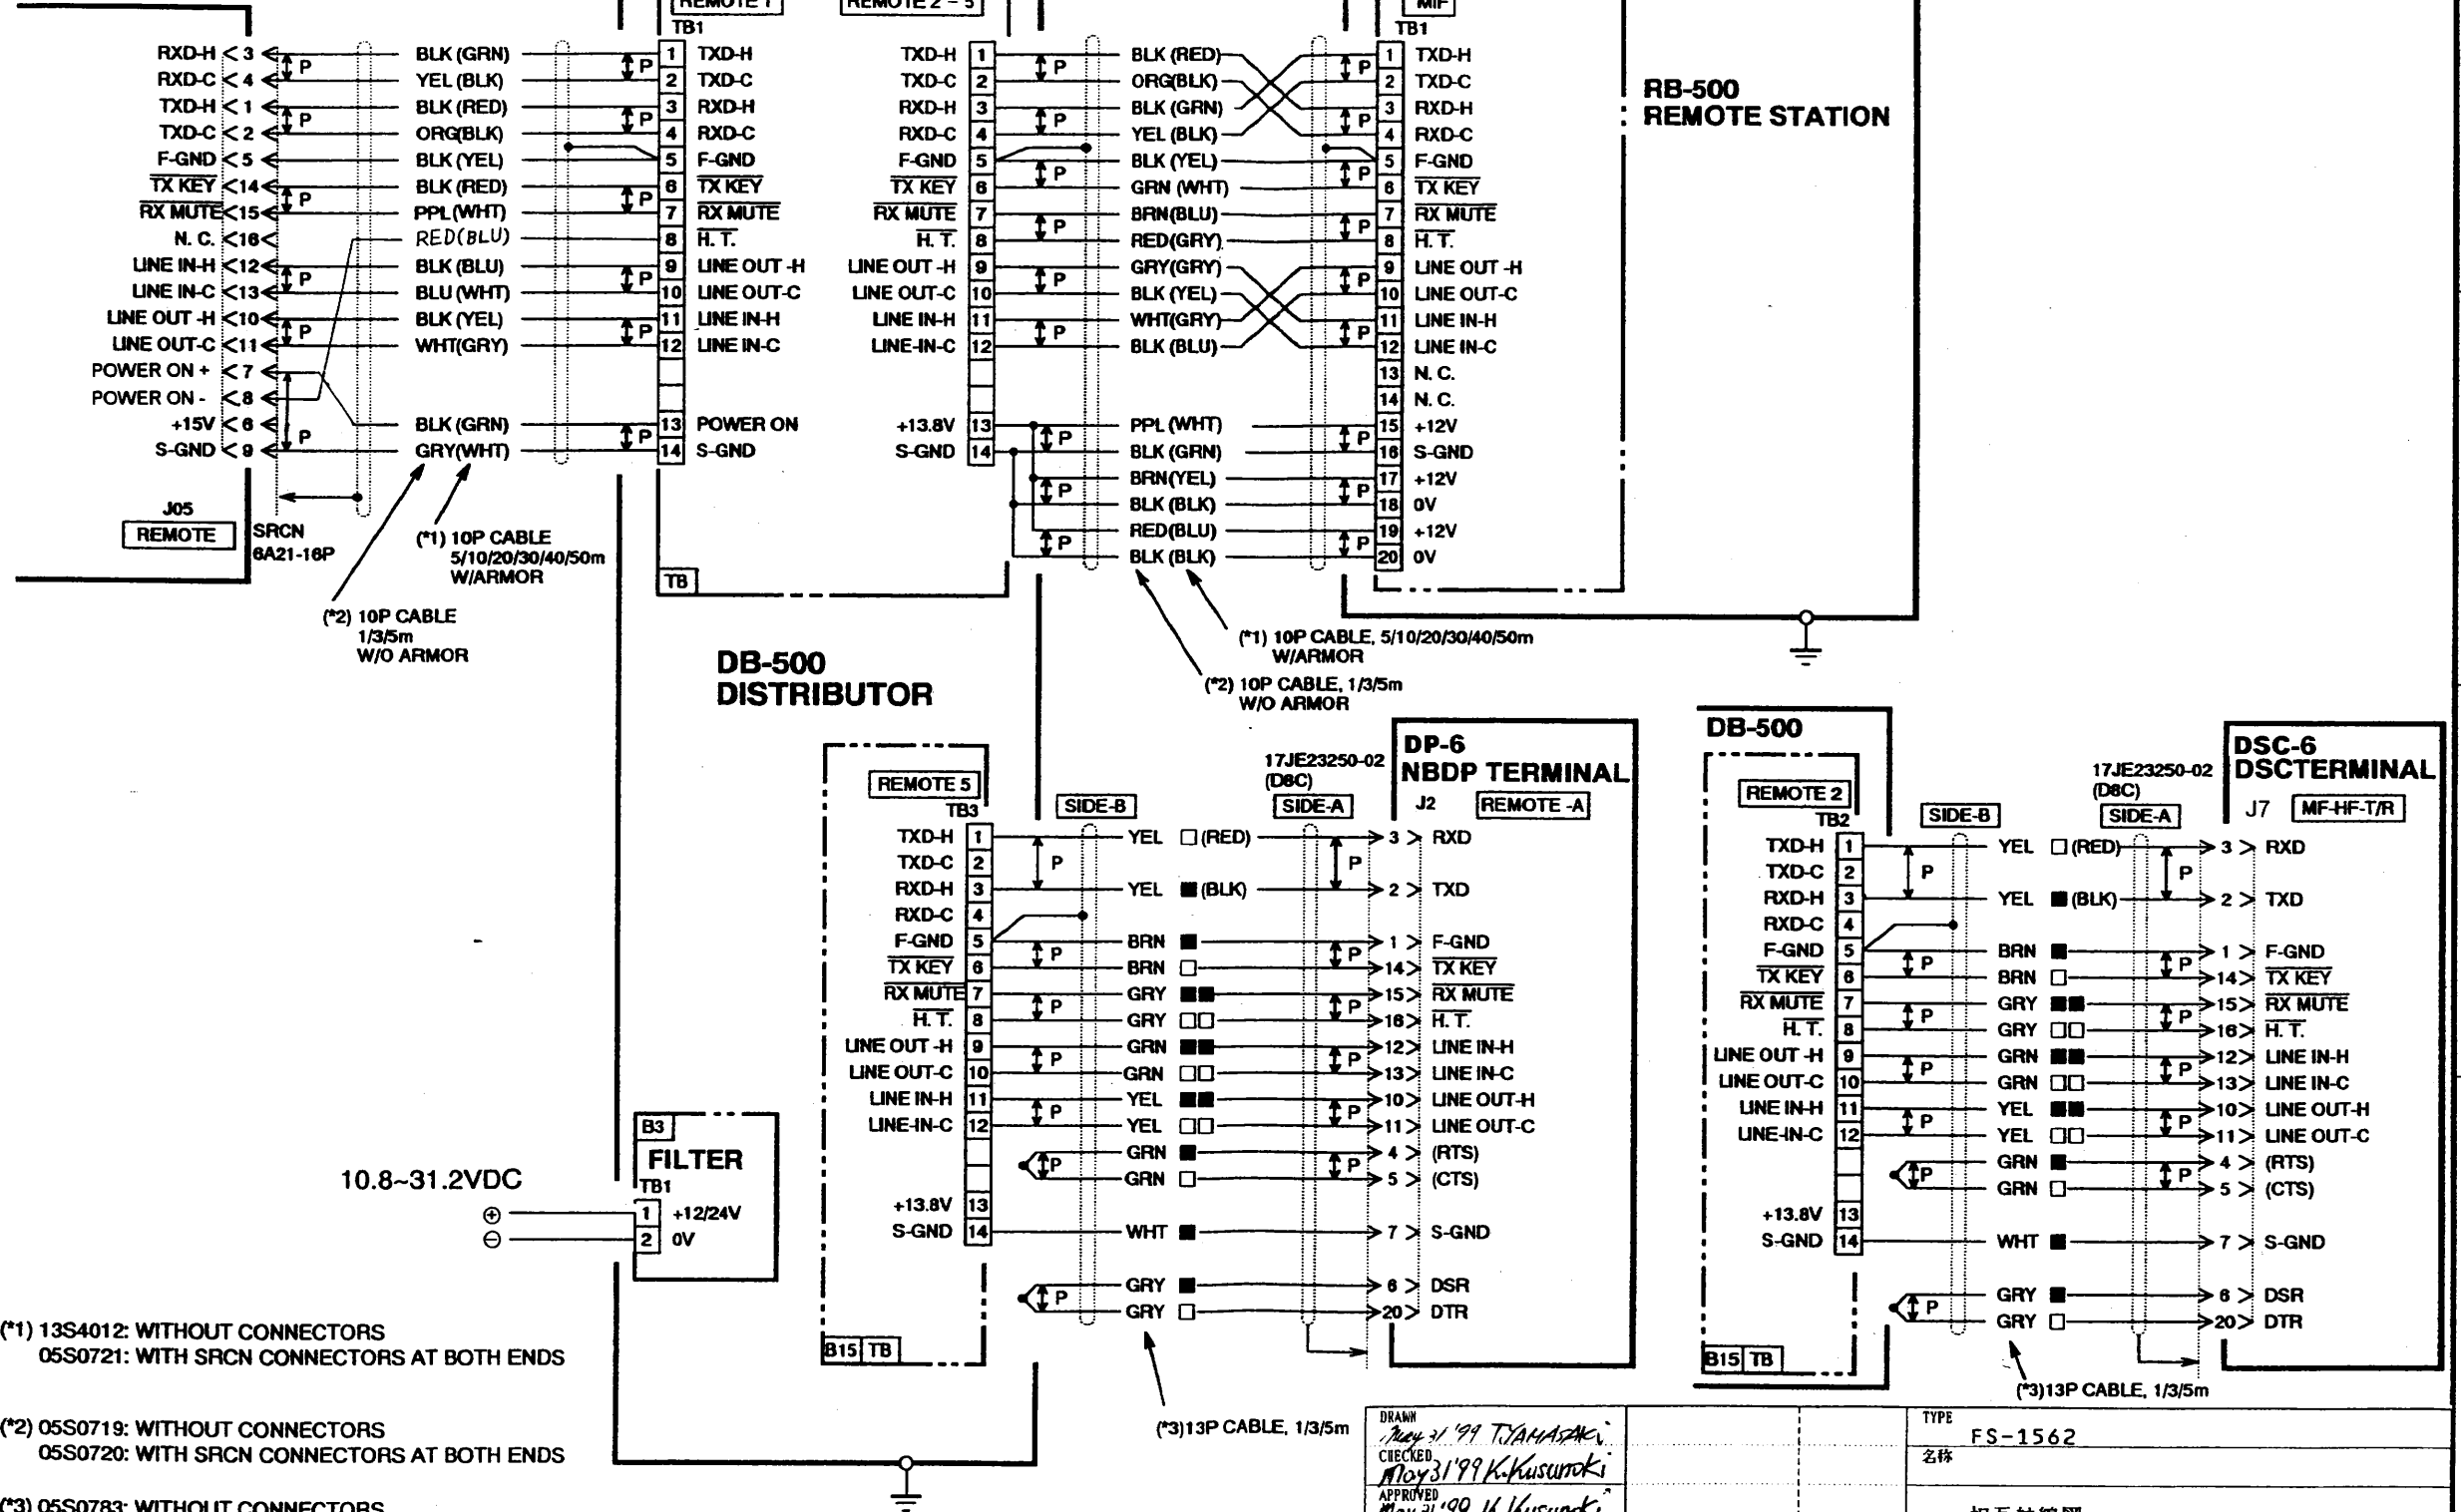 REMOTE 1
REMOTE 2 - 5
MIF
TB1
TB1
RXD-H 3 P BLK (GRN) P 1 TXD-H
RXD-C 4 YEL (BLK) 2 TXD-C
TXD-H 1 P BLK (RED) P 3 RXD-H
TXD-C 2 ORG(BLK) 4 RXD-C
F-GND 5 BLK (YEL) 5 F-GND
TX KEY 14 P BLK (RED) P 6 TX KEY
RX MUTE 15 PPL(WHT) 7 RX MUTE
N. C. 16 RED(BLU) 8 H. T.
LINE IN-H 12 P BLK (BLU) P 9 LINE OUT -H
LINE IN-C 13 BLU (WHT) 10 LINE OUT-C
LINE OUT -H 10 P BLK (YEL) P 11 LINE IN-H
LINE OUT-C 11 WHT(GRY) 12 LINE IN-C
POWER ON + 7
POWER ON - 8
+15V 6 P BLK (GRN) P 13 POWER ON
S-GND 9 GRY(WHT) 14 S-GND
J05
REMOTE
SRCN
6A21-16P
(*1) 10P CABLE
5/10/20/30/40/50m
W/ARMOR
(*2) 10P CABLE
1/3/5m
W/O ARMOR
TB
TXD-H 1 P BLK (RED) P 1 TXD-H
TXD-C 2 ORG(BLK) 2 TXD-C
RXD-H 3 P BLK (GRN) P 3 RXD-H
RXD-C 4 YEL (BLK) 4 RXD-C
F-GND 5 P BLK (YEL) P 5 F-GND
TX KEY 6 GRN (WHT) 6 TX KEY
RX MUTE 7 P BRN(BLU) P 7 RX MUTE
H. T. 8 RED(GRY) 8 H. T.
LINE OUT -H 9 P GRY(GRY) P 9 LINE OUT -H
LINE OUT-C 10 BLK (YEL) 10 LINE OUT-C
LINE IN-H 11 P WHT(GRY) P 11 LINE IN-H
LINE-IN-C 12 BLK (BLU) 12 LINE IN-C
13 N. C.
14 N. C.
+13.8V 13 P PPL (WHT) P 15 +12V
S-GND 14 BLK (GRN) 16 S-GND
P BRN(YEL) P 17 +12V
BLK (BLK) 18 0V
P RED(BLU) P 19 +12V
BLK (BLK) 20 0V
RB-500
REMOTE STATION
(*1) 10P CABLE, 5/10/20/30/40/50m
W/ARMOR
(*2) 10P CABLE, 1/3/5m
W/O ARMOR
DB-500
DISTRIBUTOR
REMOTE 5
TB3
SIDE-B
17JE23250-02
(D8C)
SIDE-A
DP-6
NBDP TERMINAL
J2
REMOTE -A
TXD-H 1 P YEL □ (RED) P 3 RXD
TXD-C 2
RXD-H 3 YEL ■ (BLK) 2 TXD
RXD-C 4
F-GND 5 P BRN ■ P 1 F-GND
TX KEY 6 BRN □ 14 TX KEY
RX MUTE 7 P GRY ■■ P 15 RX MUTE
H. T. 8 GRY □□ 16 H. T.
LINE OUT -H 9 P GRN ■■ P 12 LINE IN-H
LINE OUT-C 10 GRN □□ 13 LINE IN-C
LINE IN-H 11 P YEL ■■ P 10 LINE OUT-H
LINE-IN-C 12 YEL □□ 11 LINE OUT-C
P GRN ■ P 4 (RTS)
GRN □ 5 (CTS)
+13.8V 13
S-GND 14 WHT ■ 7 S-GND
P GRY ■ 6 DSR
GRY □ 20 DTR
B15 TB
(*3)13P CABLE, 1/3/5m
DB-500
REMOTE 2
TB2
SIDE-B
17JE23250-02
(D8C)
SIDE-A
DSC-6
DSCTERMINAL
J7
MF-HF-T/R
TXD-H 1 P YEL □ (RED) P 3 RXD
TXD-C 2
RXD-H 3 YEL ■ (BLK) 2 TXD
RXD-C 4
F-GND 5 P BRN ■ P 1 F-GND
TX KEY 6 BRN □ 14 TX KEY
RX MUTE 7 P GRY ■■ P 15 RX MUTE
H. T. 8 GRY □□ 16 H. T.
LINE OUT -H 9 P GRN ■■ P 12 LINE IN-H
LINE OUT-C 10 GRN □□ 13 LINE IN-C
LINE IN-H 11 P YEL ■■ P 10 LINE OUT-H
LINE-IN-C 12 YEL □□ 11 LINE OUT-C
P GRN ■ P 4 (RTS)
GRN □ 5 (CTS)
+13.8V 13
S-GND 14 WHT ■ 7 S-GND
P GRY ■ 6 DSR
GRY □ 20 DTR
B15 TB
(*3)13P CABLE, 1/3/5m
B3
FILTER
TB1
10.8~31.2VDC
⊕ 1 +12/24V
⊖ 2 0V
(*1) 13S4012: WITHOUT CONNECTORS
05S0721: WITH SRCN CONNECTORS AT BOTH ENDS
(*2) 05S0719: WITHOUT CONNECTORS
05S0720: WITH SRCN CONNECTORS AT BOTH ENDS
(*3) 05S0783: WITHOUT CONNECTORS
DRAWN
May 31 '99 T.YAMASAKI
CHECKED
May 31 '99 K.Kusunoki
APPROVED
TYPE
FS-1562
名称